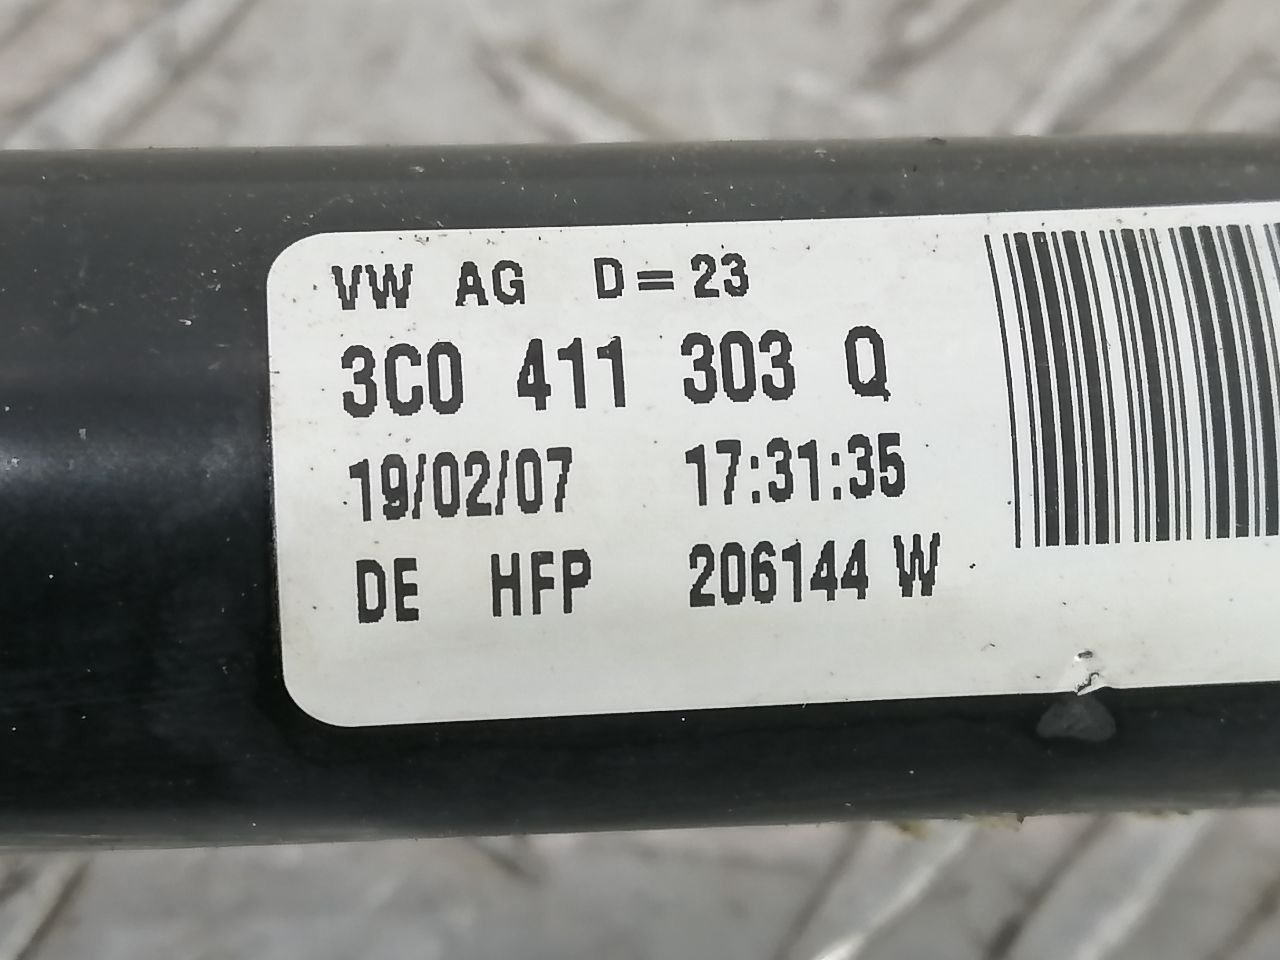 VW AG D=23
3C0 411 303 Q
19/02/07 17:31:35
DE HFP 206144 W